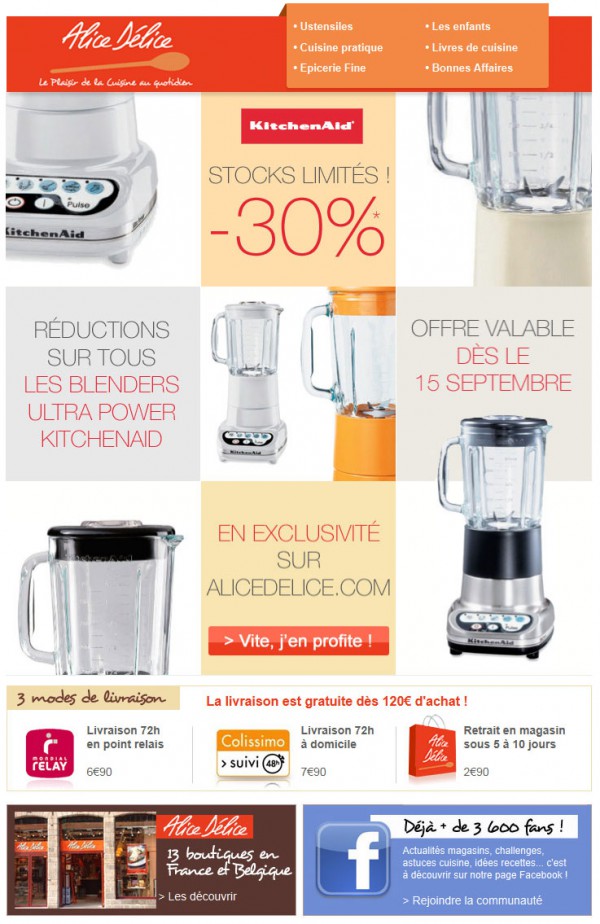 Alice Délice
Le Plaisir de la Cuisine au quotidien
• Ustensiles
• Cuisine pratique
• Epicerie Fine
• Les enfants
• Livres de cuisine
• Bonnes Affaires
KitchenAid
STOCKS LIMITÉS !
-30%*
Pulse
KitchenAid
RÉDUCTIONS
SUR TOUS
LES BLENDERS
ULTRA POWER
KITCHENAID
OFFRE VALABLE
DÈS LE
15 SEPTEMBRE
EN EXCLUSIVITÉ
SUR
ALICEDELICE.COM
> Vite, j'en profite !
Pulse
KitchenAid
3 modes de livraison
La livraison est gratuite dès 120€ d'achat !
MONDIAL
RELAY
Livraison 72h
en point relais
6€90
Colissimo
> suivi 48h
Livraison 72h
à domicile
7€90
Alice
Délice
Retrait en magasin
sous 5 à 10 jours
2€90
Alice Délice
13 boutiques en
France et Belgique
> Les découvrir
Déjà + de 3 600 fans !
Actualités magasins, challenges,
astuces cuisine, idées recettes... c'est
à découvrir sur notre page Facebook !
f
> Rejoindre la communauté